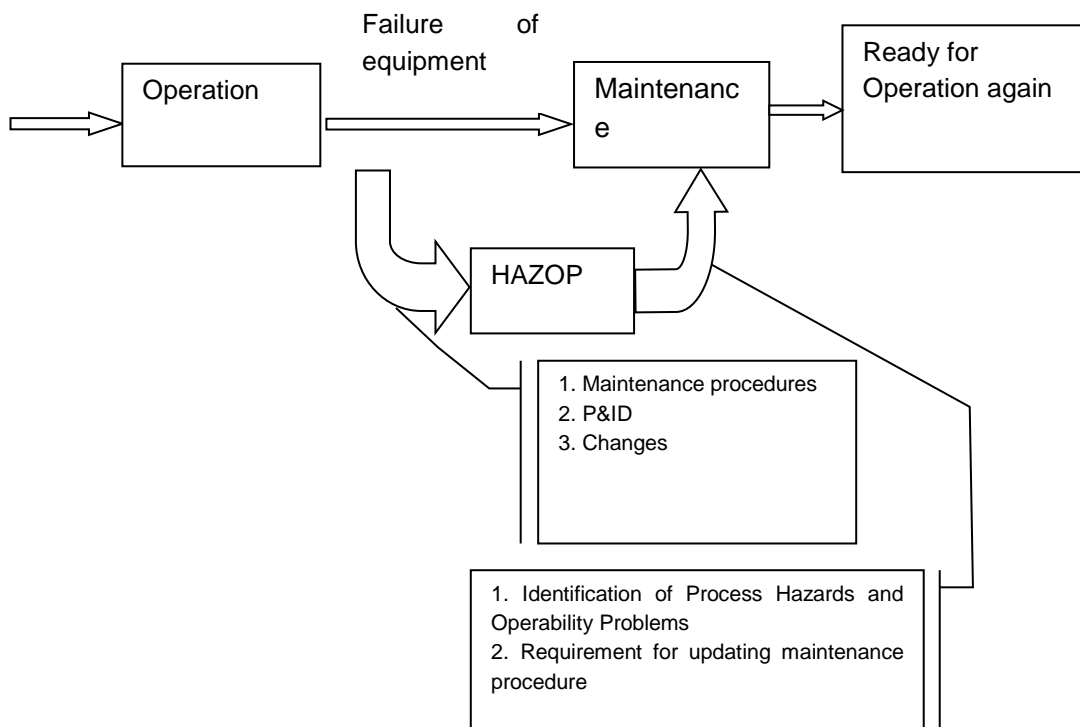 Failure of
equipment
Operation
Maintenanc
e
Ready for
Operation again
HAZOP
1. Maintenance procedures
2. P&ID
3. Changes
1. Identification of Process Hazards and
Operability Problems
2. Requirement for updating maintenance
procedure